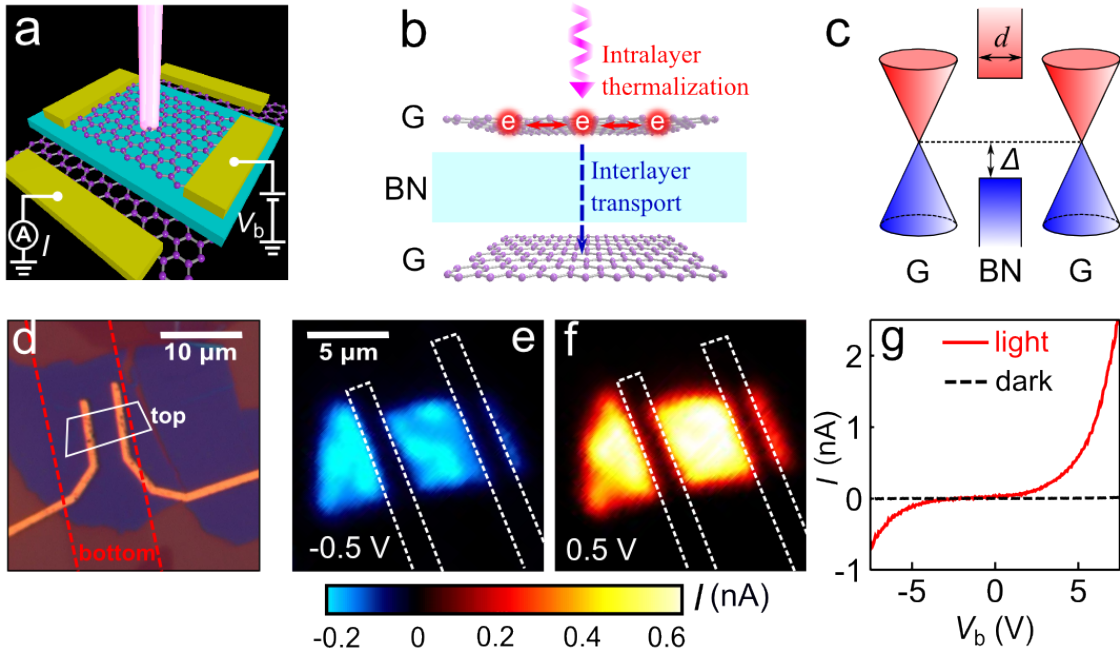 a
A
I
V_b
b
Intralayer
thermalization
G
e e e
BN
Interlayer
transport
G
c
d
Δ
G BN G
d
10 μm
top
bottom
5 μm
e
-0.5 V
f
0.5 V
I (nA)
-0.2 0 0.2 0.4 0.6
g
light
dark
I (nA)
2
1
0
-1
-5 0 5
V_b (V)